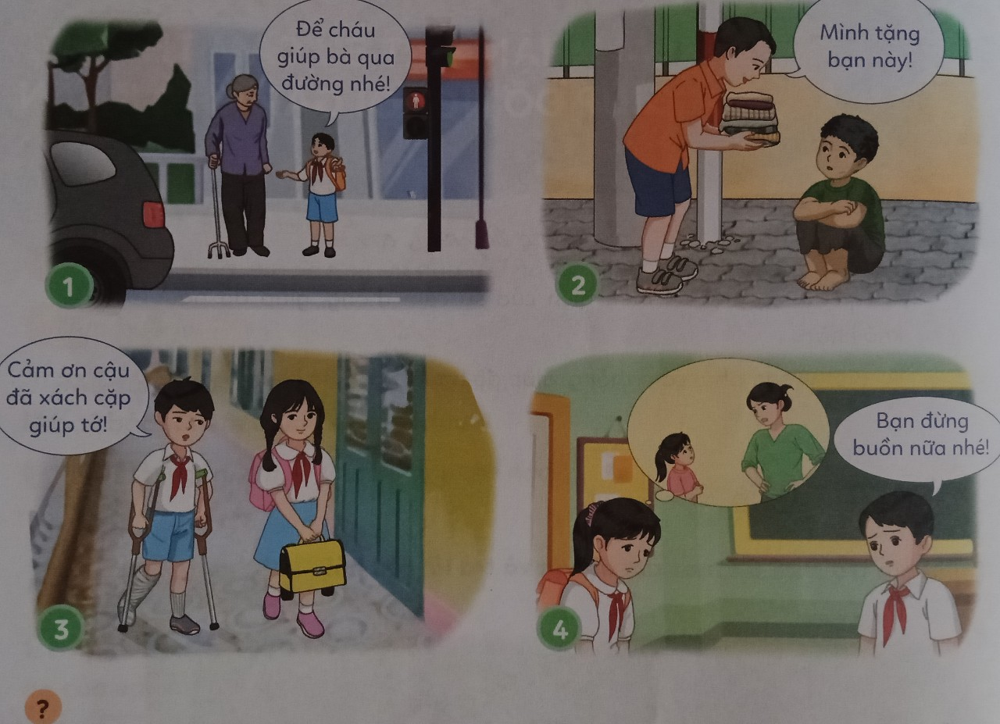 Để cháu
giúp bà qua
đường nhé!
1
Mình tặng
bạn này!
2
Cảm ơn cậu
đã xách cặp
giúp tớ!
3
Bạn đừng
buồn nữa nhé!
4
?